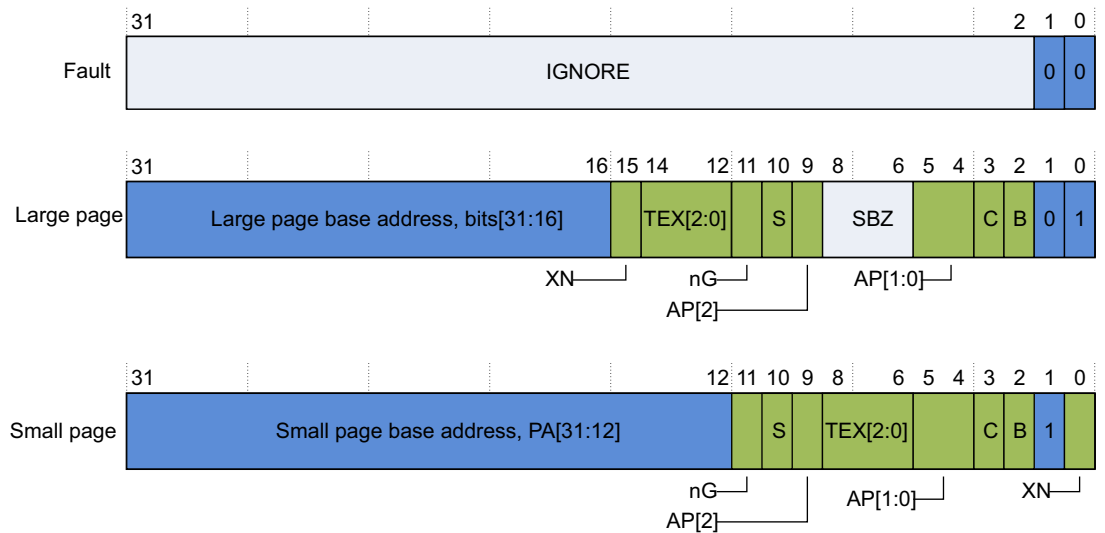 31 2 1 0
Fault IGNORE 0 0
31 16 15 14 12 11 10 9 8 6 5 4 3 2 1 0
Large page Large page base address, bits[31:16] TEX[2:0] S SBZ C B 0 1
XN nG AP[1:0]
AP[2]
31 12 11 10 9 8 6 5 4 3 2 1 0
Small page Small page base address, PA[31:12] S TEX[2:0] C B 1
nG AP[1:0] XN
AP[2]